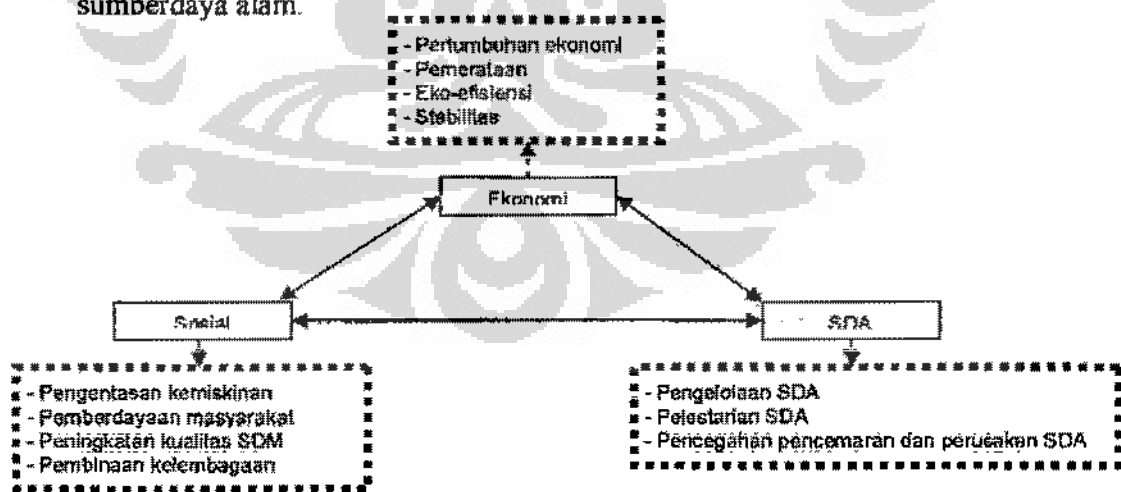 sumberdaya alam.
- Pertumbuhan ekonomi
- Pemerataan
- Eko-efisiensi
- Stabilitas
Ekonomi
Sosial
SDA
- Pengentasan kemiskinan
- Pemberdayaan masyarakat
- Peningkatan kualitas SDM
- Pembinaan kelembagaan
- Pengelolaan SDA
- Pelestarian SDA
- Pencegahan pencemaran dan perusakan SDA